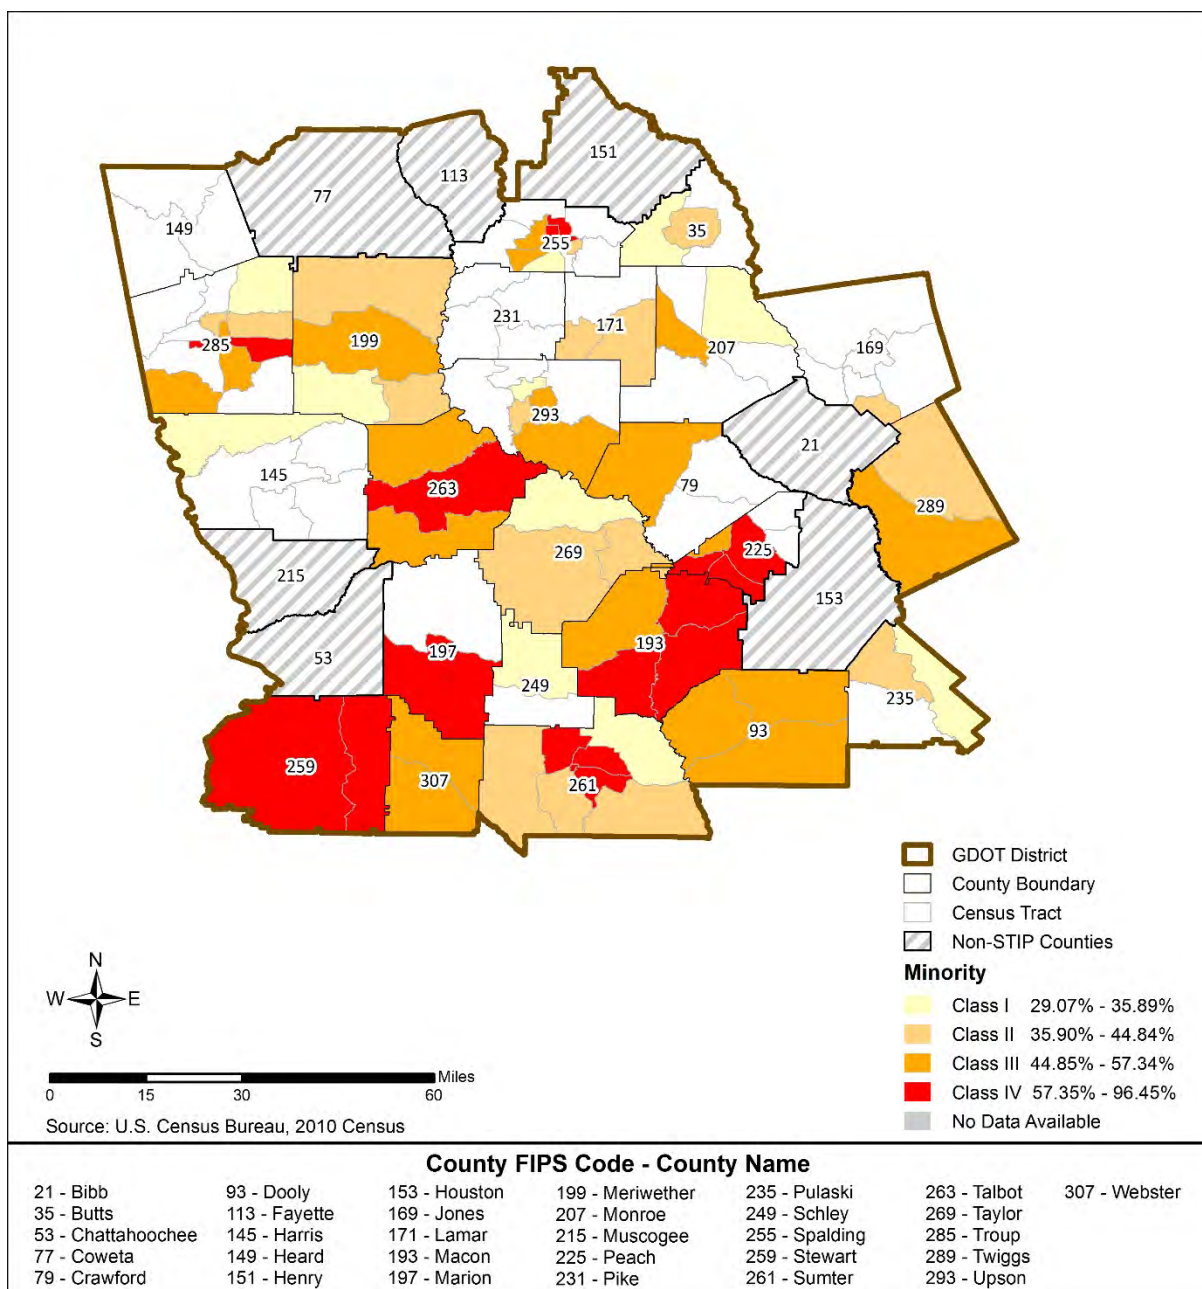 151
113
77
149
35
255
231
171
199
285
207
169
293
21
145
263
79
289
269
225
215
153
193
53
197
249
235
93
259
307
261
GDOT District
County Boundary
Census Tract
Non-STIP Counties
Minority
Class I 29.07% - 35.89%
Class II 35.90% - 44.84%
Class III 44.85% - 57.34%
Class IV 57.35% - 96.45%
No Data Available
N
W E
S
Miles
0 15 30 60
Source: U.S. Census Bureau, 2010 Census
County FIPS Code - County Name
21 - Bibb 93 - Dooly 153 - Houston 199 - Meriwether 235 - Pulaski 263 - Talbot 307 - Webster
35 - Butts 113 - Fayette 169 - Jones 207 - Monroe 249 - Schley 269 - Taylor
53 - Chattahoochee 145 - Harris 171 - Lamar 215 - Muscogee 255 - Spalding 285 - Troup
77 - Coweta 149 - Heard 193 - Macon 225 - Peach 259 - Stewart 289 - Twiggs
79 - Crawford 151 - Henry 197 - Marion 231 - Pike 261 - Sumter 293 - Upson